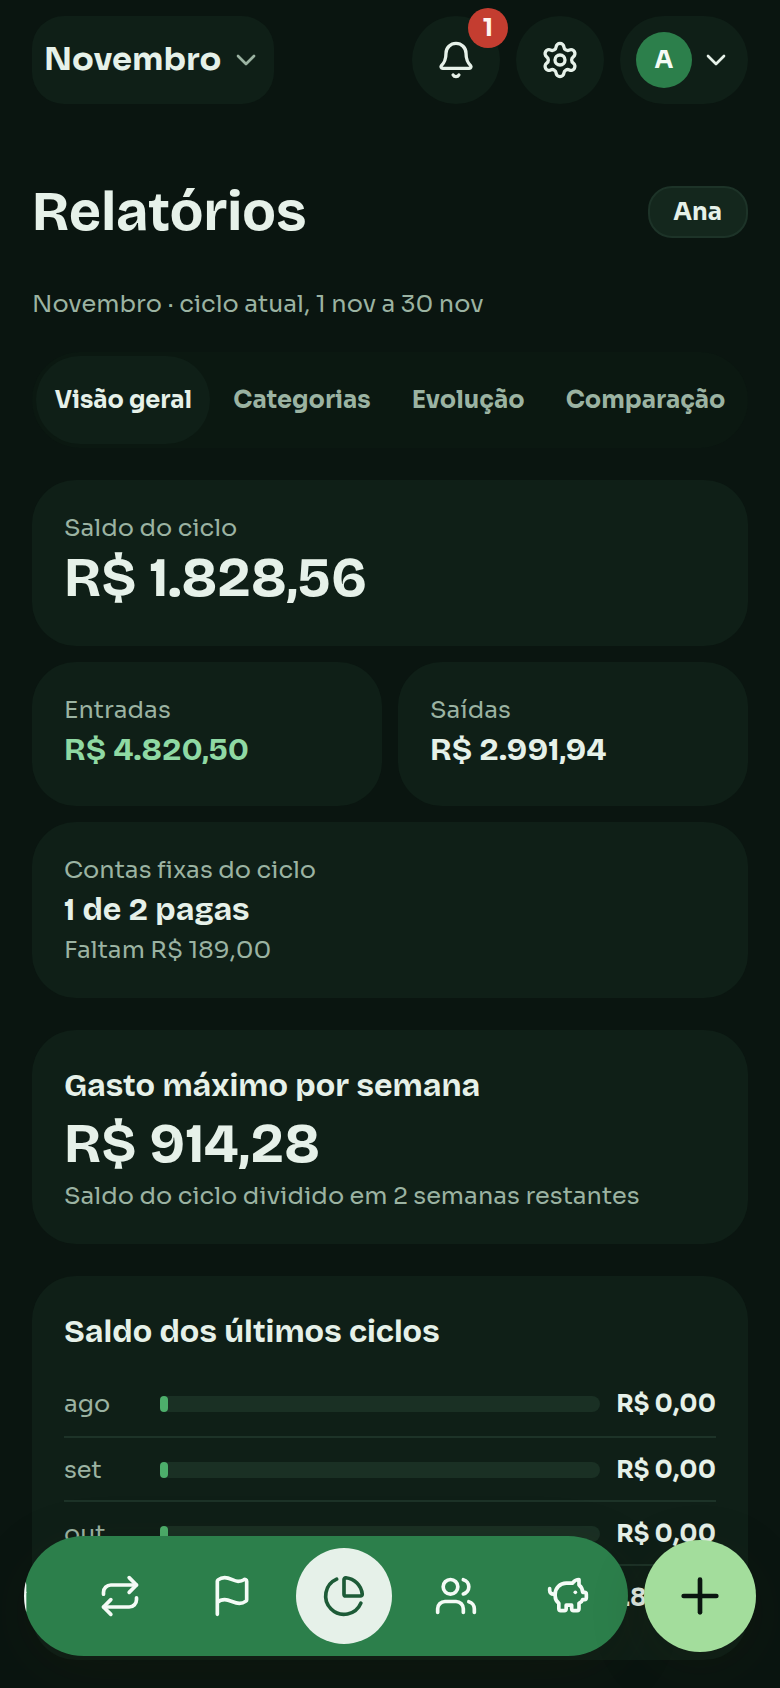 Novembro
1
A
Relatórios
Ana
Novembro · ciclo atual, 1 nov a 30 nov
Visão geral Categorias Evolução Comparação
Saldo do ciclo
R$ 1.828,56
Entradas
R$ 4.820,50
Saídas
R$ 2.991,94
Contas fixas do ciclo
1 de 2 pagas
Faltam R$ 189,00
Gasto máximo por semana
R$ 914,28
Saldo do ciclo dividido em 2 semanas restantes
Saldo dos últimos ciclos
ago R$ 0,00
set R$ 0,00
out R$ 0,00